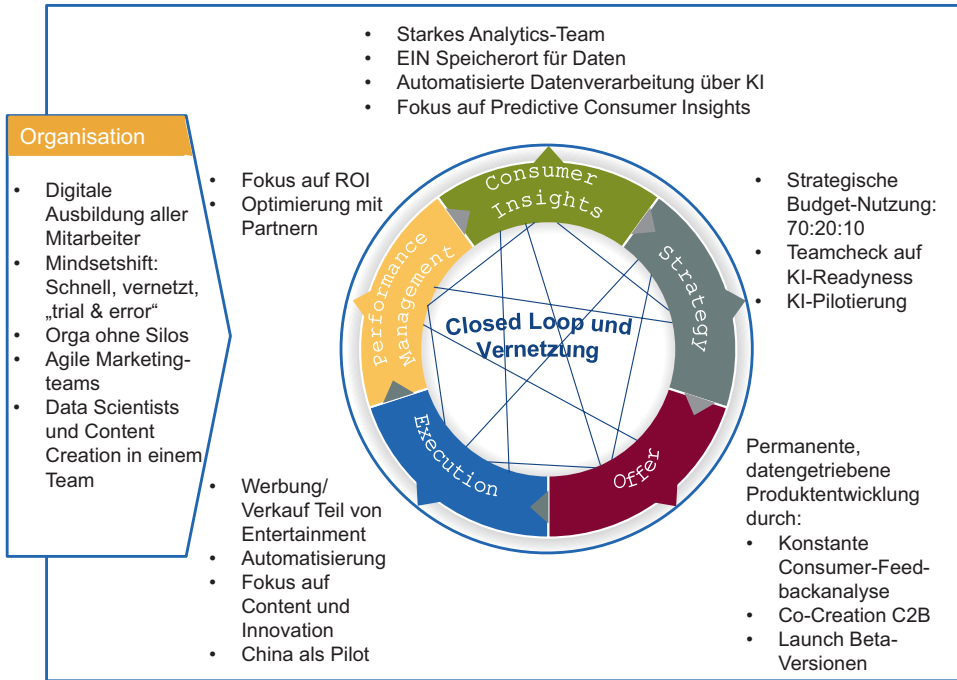 • Starkes Analytics-Team
• EIN Speicherort für Daten
• Automatisierte Datenverarbeitung über KI
• Fokus auf Predictive Consumer Insights
Organisation
• Digitale
Ausbildung aller
Mitarbeiter
• Mindsetshift:
Schnell, vernetzt,
„trial & error“
• Orga ohne Silos
• Agile Marketing-
teams
• Data Scientists
und Content
Creation in einem
Team
• Fokus auf ROI
• Optimierung mit
Partnern
Consumer
Insights
Strategy
Offer
Execution
Performance
Management
Closed Loop und
Vernetzung
• Strategische
Budget-Nutzung:
70:20:10
• Teamcheck auf
KI-Readyness
• KI-Pilotierung
• Werbung/
Verkauf Teil von
Entertainment
• Automatisierung
• Fokus auf
Content und
Innovation
• China als Pilot
Permanente,
datengetriebene
Produktentwicklung
durch:
• Konstante
Consumer-Feed-
backanalyse
• Co-Creation C2B
• Launch Beta-
Versionen